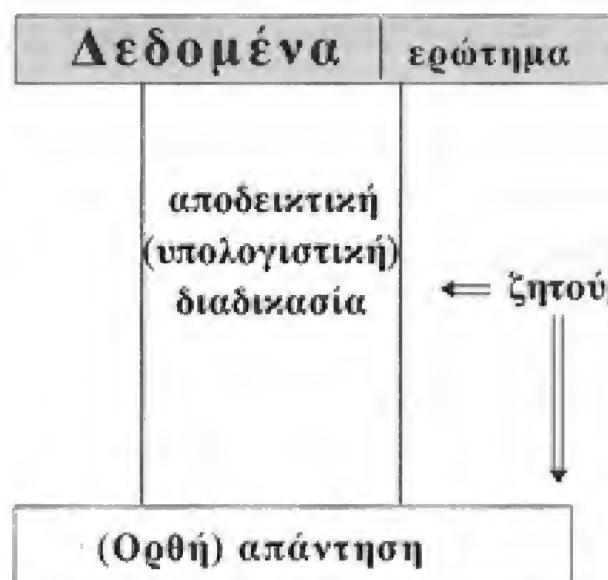 Δεδομένα ερώτημα
αποδεικτική
(υπολογιστική)
διαδικασία
(Ορθή) απάντηση